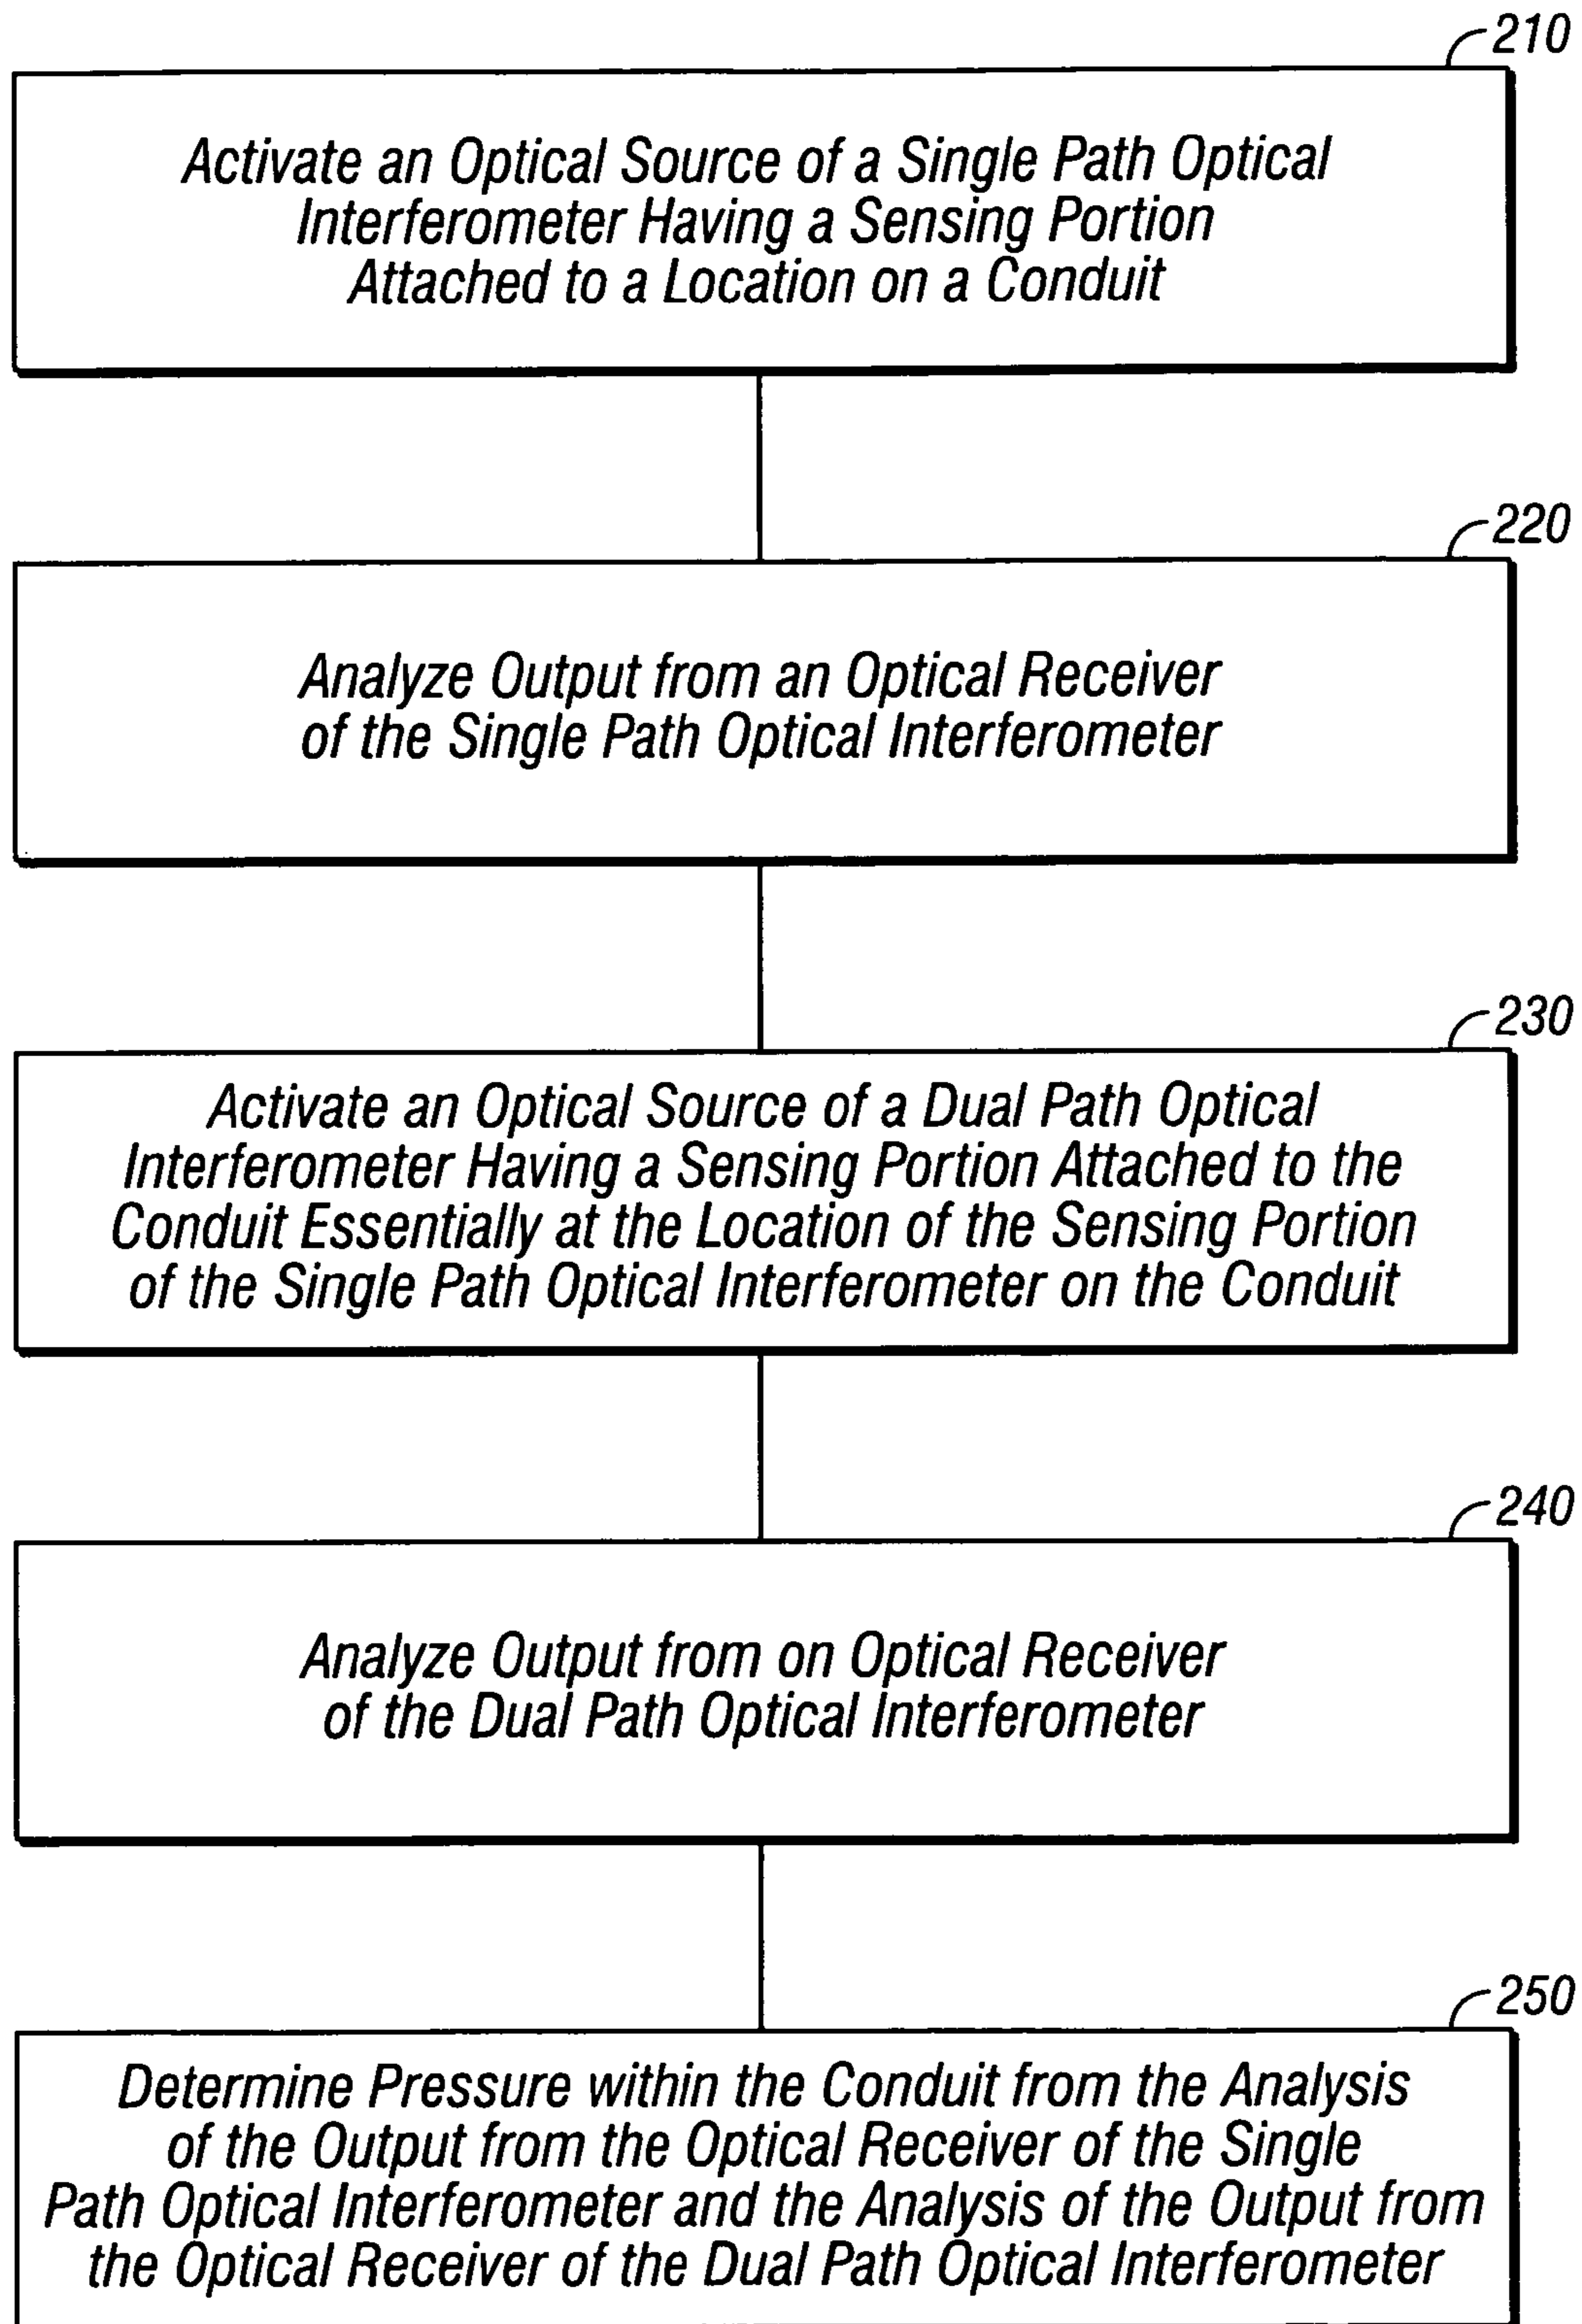 210
Activate an Optical Source of a Single Path Optical
Interferometer Having a Sensing Portion
Attached to a Location on a Conduit
220
Analyze Output from an Optical Receiver
of the Single Path Optical Interferometer
230
Activate an Optical Source of a Dual Path Optical
Interferometer Having a Sensing Portion Attached to the
Conduit Essentially at the Location of the Sensing Portion
of the Single Path Optical Interferometer on the Conduit
240
Analyze Output from on Optical Receiver
of the Dual Path Optical Interferometer
250
Determine Pressure within the Conduit from the Analysis
of the Output from the Optical Receiver of the Single
Path Optical Interferometer and the Analysis of the Output from
the Optical Receiver of the Dual Path Optical Interferometer